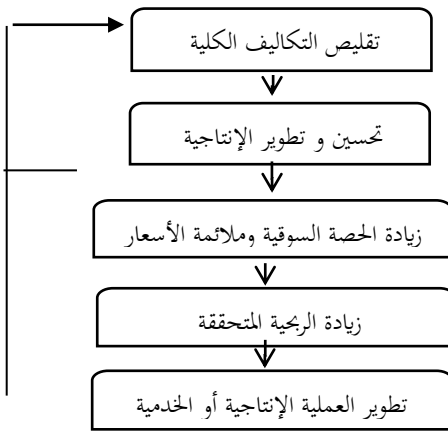 تقليص التكاليف الكلية
تحسين و تطوير الإنتاجية
زيادة الحصة السوقية وملائمة الأسعار
زيادة الربحية المتحققة
تطوير العملية الإنتاجية أو الخدمية